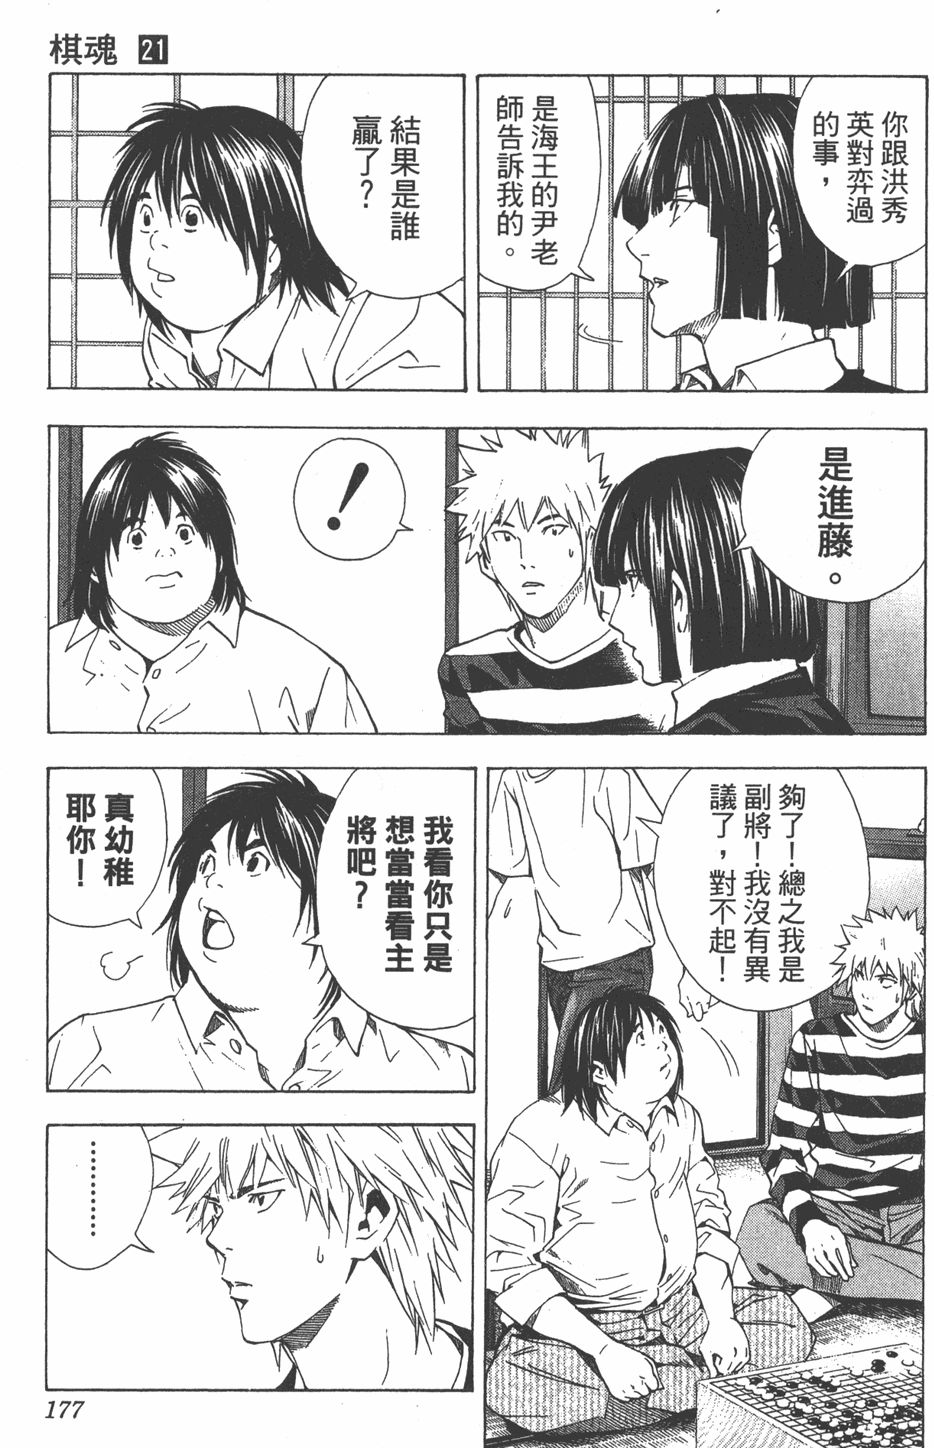 棋魂 21
你跟洪秀
英對弈過
的事，
是海王的尹老
師告訴我的。
結果是誰
贏了？
是進藤。
！
夠了！總之我是
副將！我沒有異
議了，對不起！
我看你只是
想當當看主
將吧？
真幼稚
耶你！
………
177